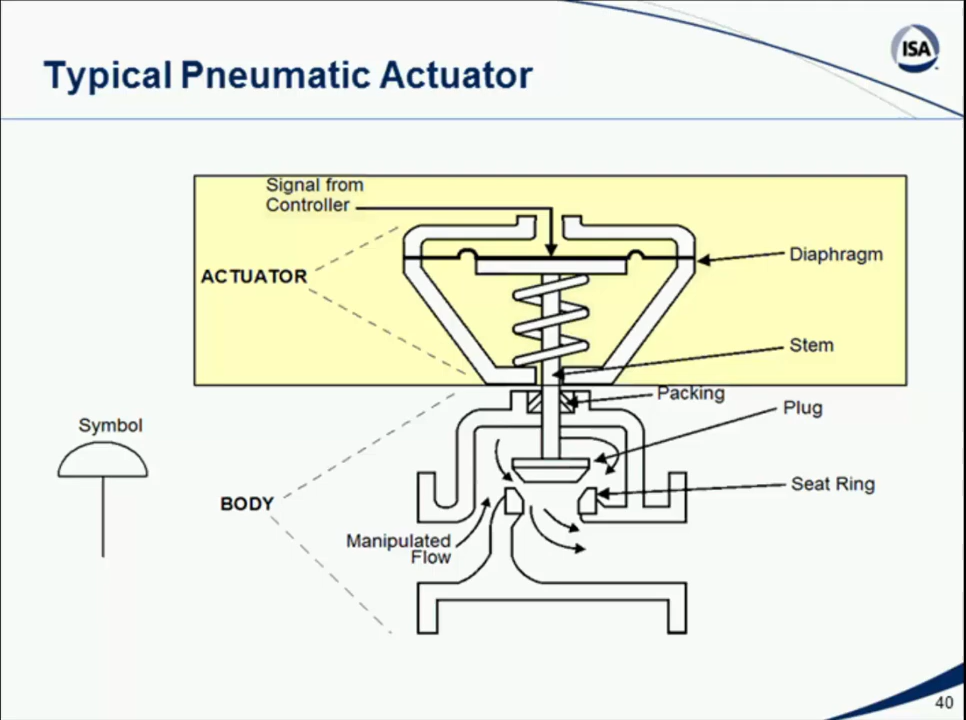 ISA
Typical Pneumatic Actuator
Signal from
Controller
Diaphragm
ACTUATOR
Stem
Packing
Plug
Symbol
Seat Ring
BODY
Manipulated
Flow
40